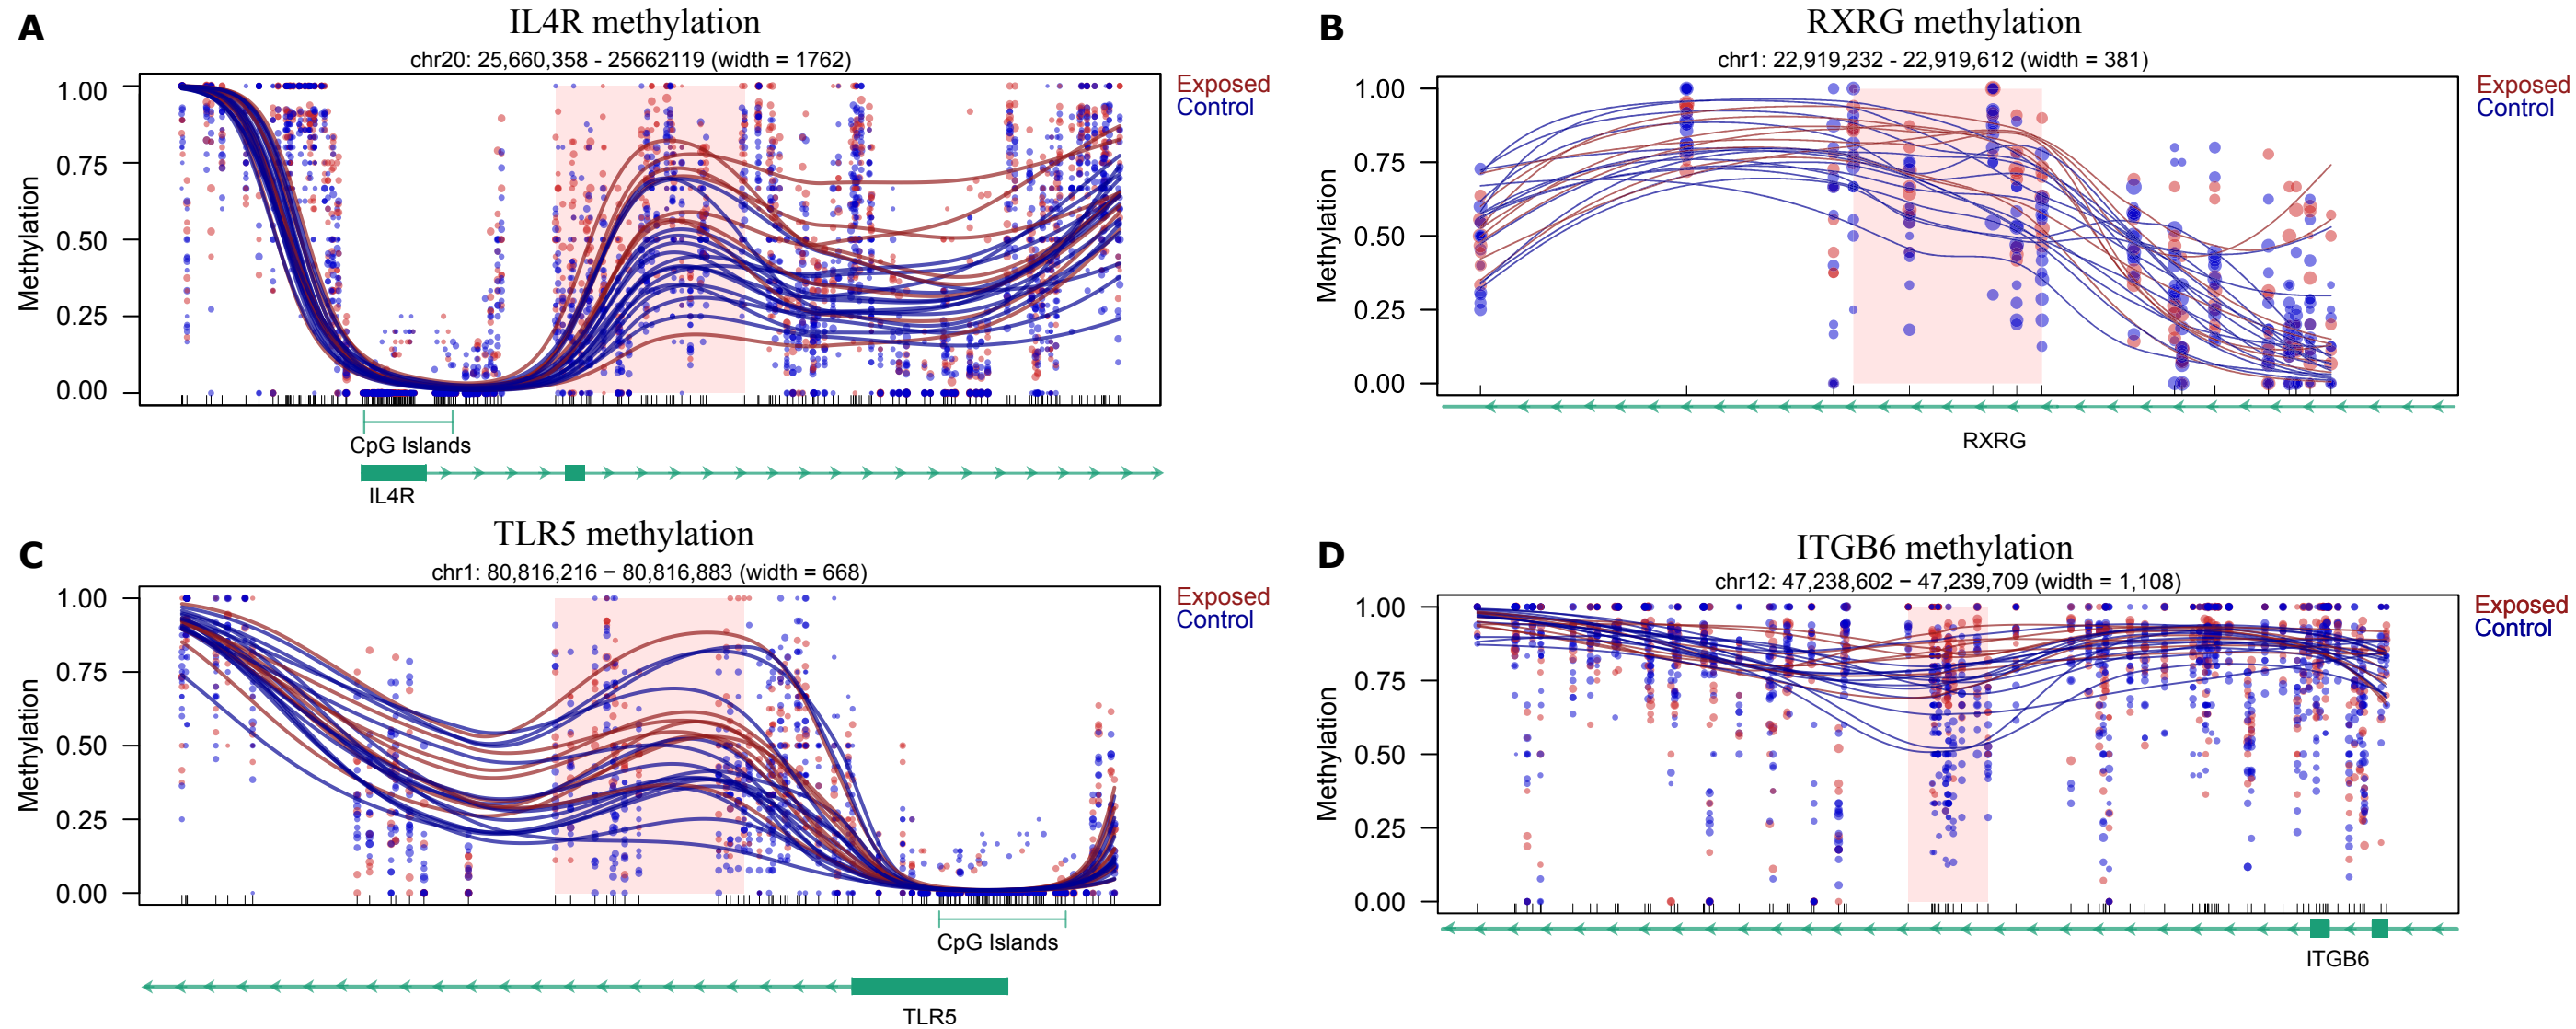 A
IL4R methylation
chr20: 25,660,358 - 25662119 (width = 1762)
Exposed
Control
Methylation
1.00
0.75
0.50
0.25
0.00
CpG Islands
IL4R
B
RXRG methylation
chr1: 22,919,232 - 22,919,612 (width = 381)
Exposed
Control
Methylation
1.00
0.75
0.50
0.25
0.00
RXRG
C
TLR5 methylation
chr1: 80,816,216 − 80,816,883 (width = 668)
Exposed
Control
Methylation
1.00
0.75
0.50
0.25
0.00
CpG Islands
TLR5
D
ITGB6 methylation
chr12: 47,238,602 − 47,239,709 (width = 1,108)
Exposed
Control
Methylation
1.00
0.75
0.50
0.25
0.00
ITGB6